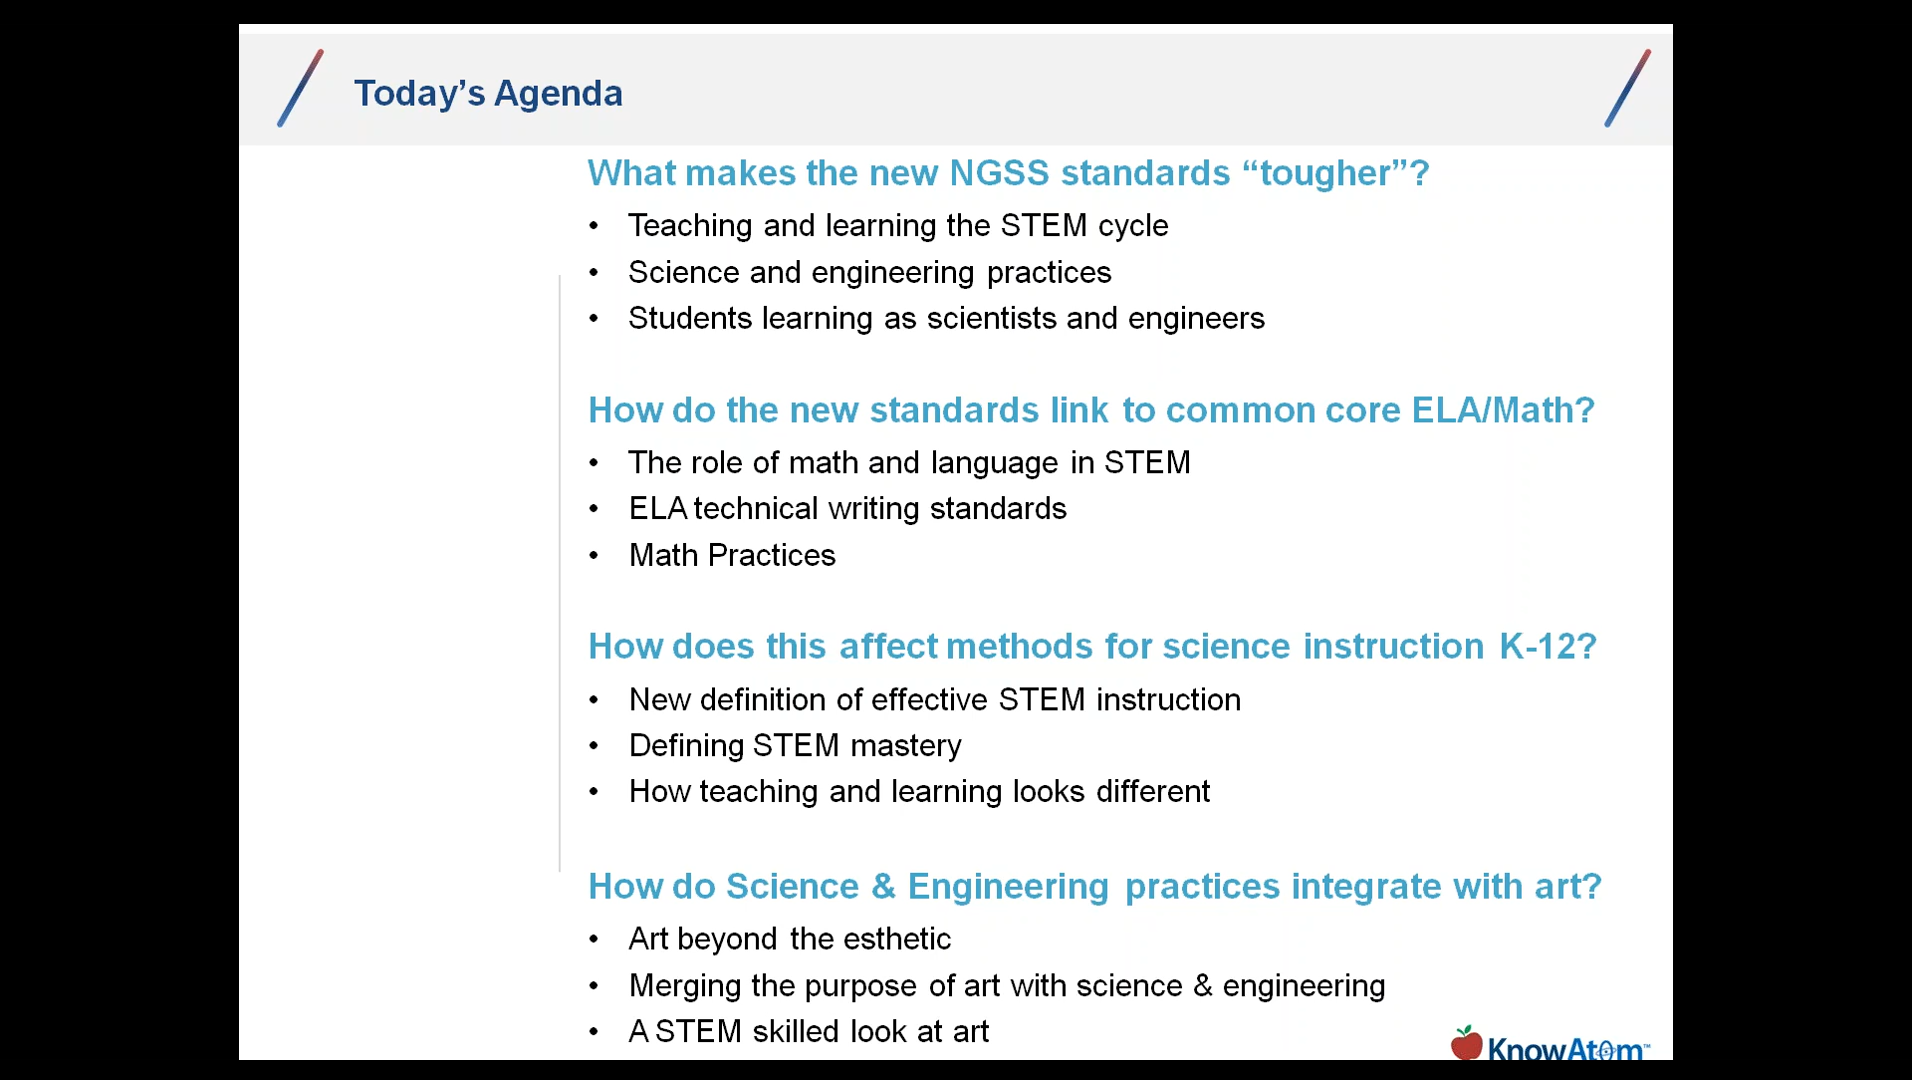 Today’s Agenda
What makes the new NGSS standards “tougher”?
• Teaching and learning the STEM cycle
• Science and engineering practices
• Students learning as scientists and engineers
How do the new standards link to common core ELA/Math?
• The role of math and language in STEM
• ELA technical writing standards
• Math Practices
How does this affect methods for science instruction K-12?
• New definition of effective STEM instruction
• Defining STEM mastery
• How teaching and learning looks different
How do Science & Engineering practices integrate with art?
• Art beyond the esthetic
• Merging the purpose of art with science & engineering
• A STEM skilled look at art
KnowAtom™